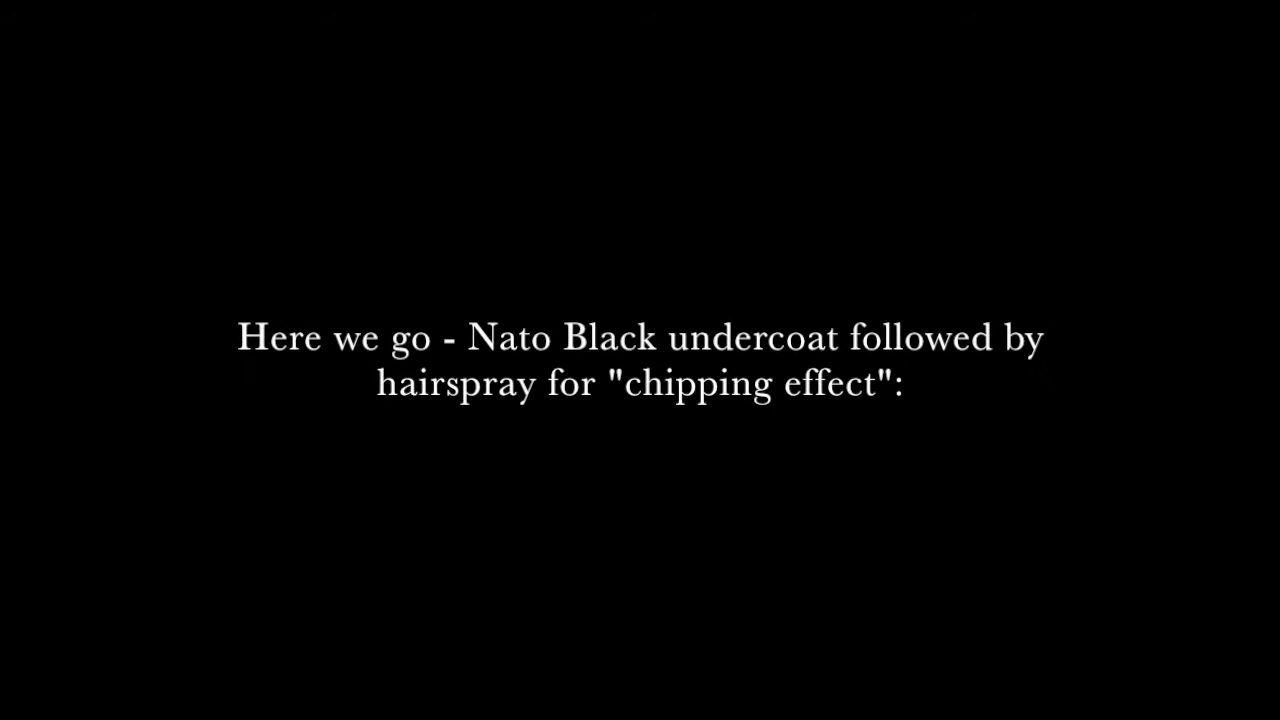 Here we go - Nato Black undercoat followed by
hairspray for "chipping effect":